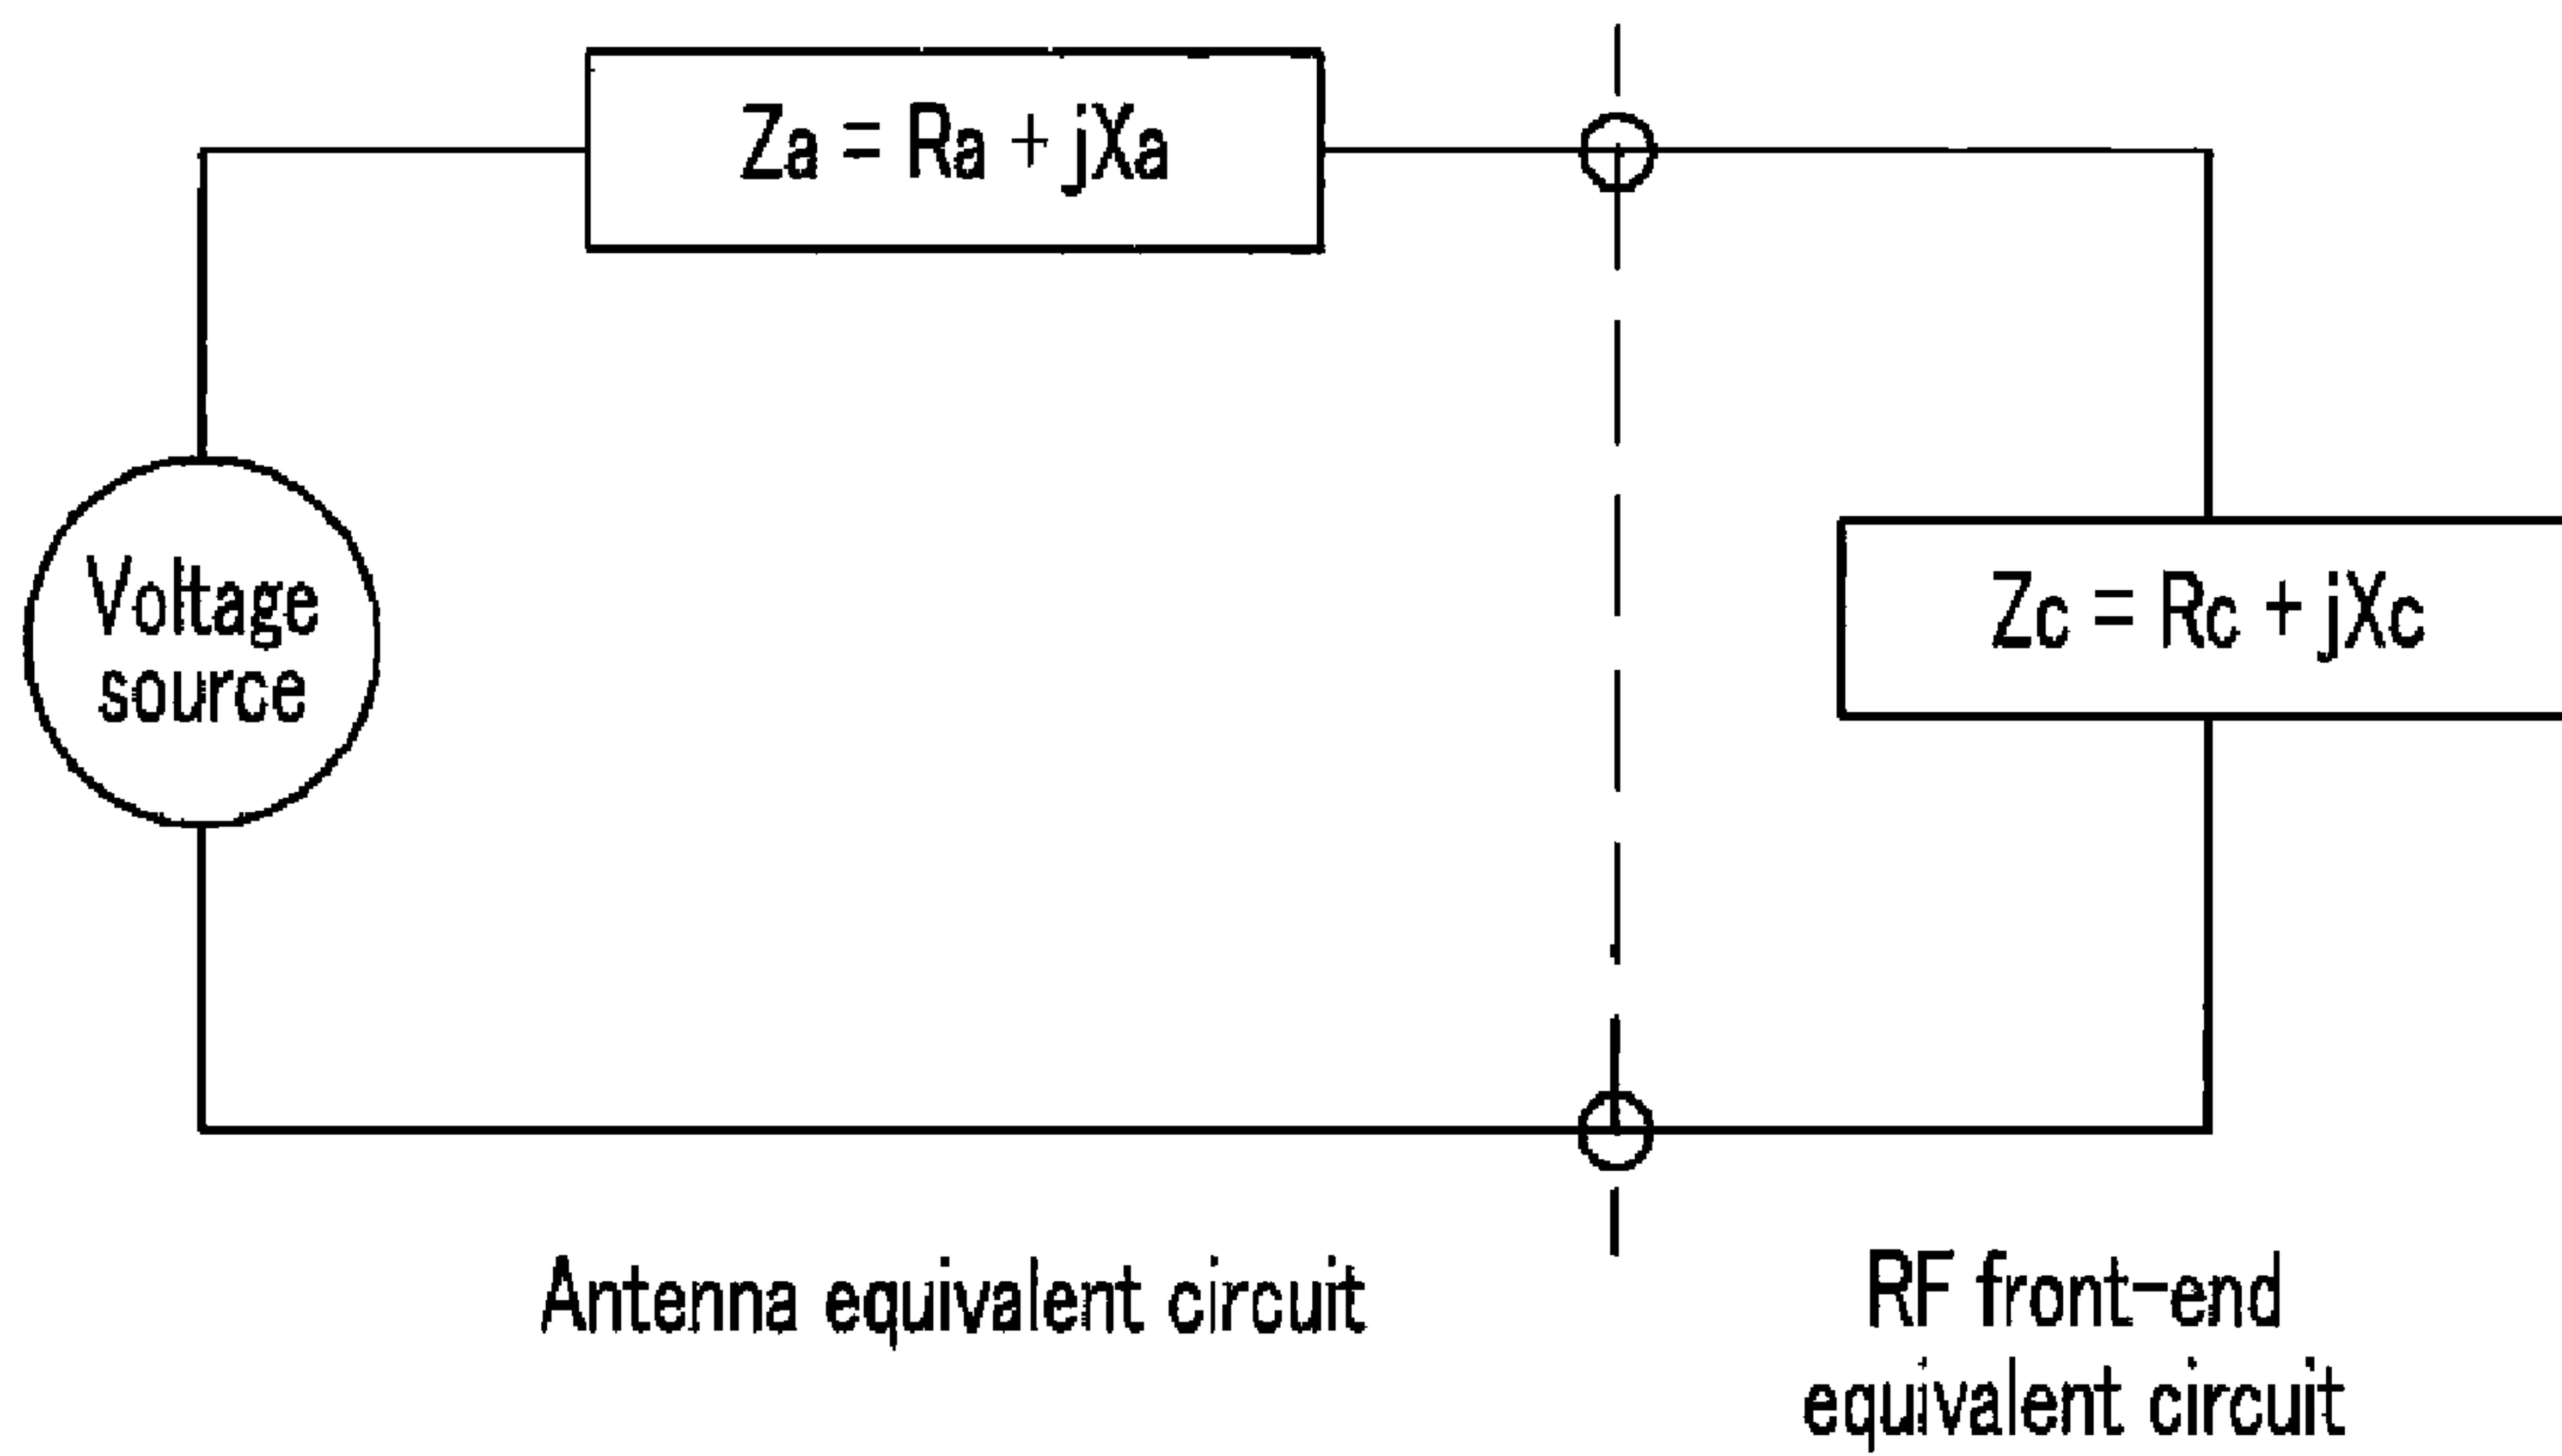 Za = Ra + jXa
Voltage
source
Zc = Rc + jXc
Antenna equivalent circuit
RF front-end
equivalent circuit